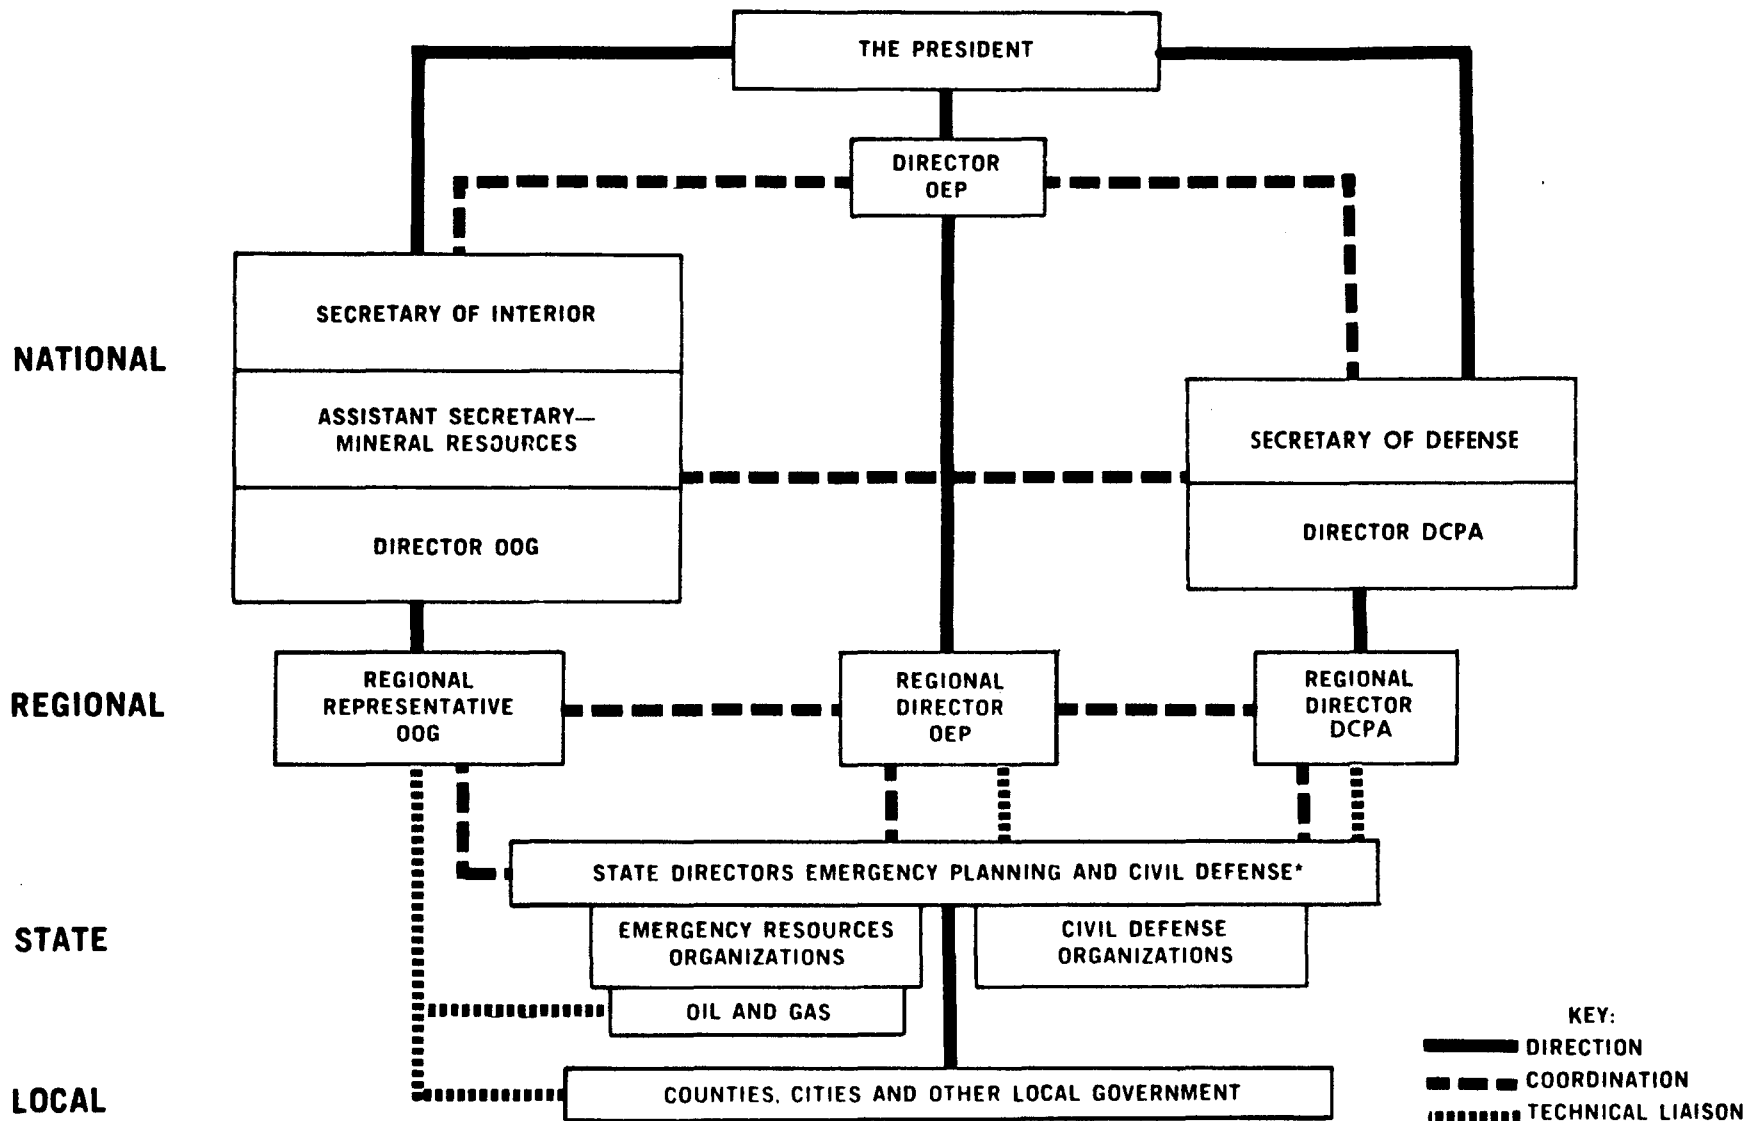 THE PRESIDENT
DIRECTOR
OEP
NATIONAL
SECRETARY OF INTERIOR
ASSISTANT SECRETARY—
MINERAL RESOURCES
DIRECTOR OOG
SECRETARY OF DEFENSE
DIRECTOR DCPA
REGIONAL
REGIONAL
REPRESENTATIVE
OOG
REGIONAL
DIRECTOR
OEP
REGIONAL
DIRECTOR
DCPA
STATE DIRECTORS EMERGENCY PLANNING AND CIVIL DEFENSE*
STATE
EMERGENCY RESOURCES
ORGANIZATIONS
CIVIL DEFENSE
ORGANIZATIONS
OIL AND GAS
LOCAL
COUNTIES, CITIES AND OTHER LOCAL GOVERNMENT
KEY:
DIRECTION
COORDINATION
TECHNICAL LIAISON